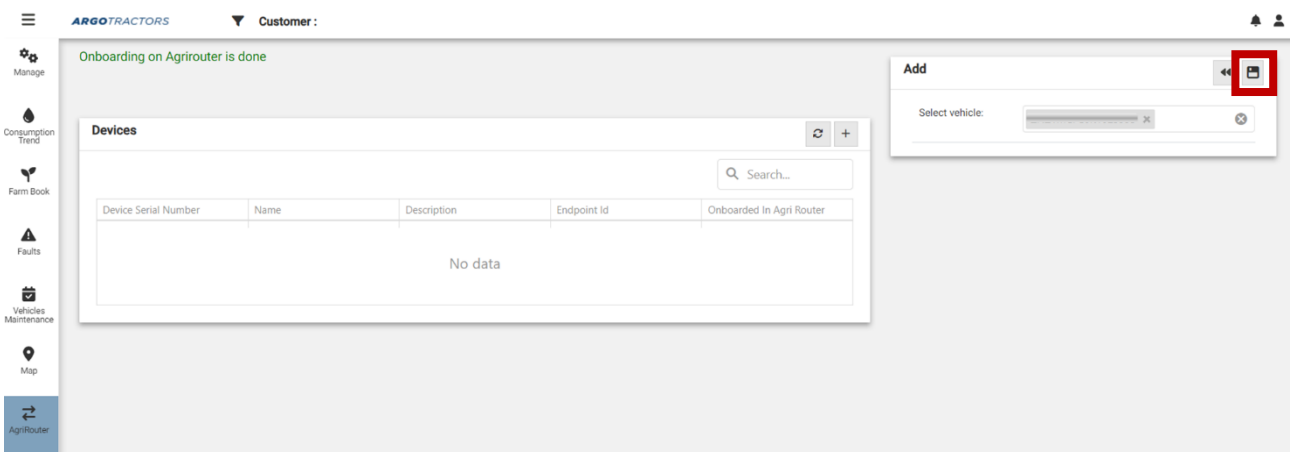 ARGOTRACTORS
Customer :
Manage
Consumption
Trend
Farm Book
Faults
Vehicles
Maintenance
Map
AgriRouter
Onboarding on Agrirouter is done
Devices
Search...
Device Serial Number Name Description Endpoint Id Onboarded In Agri Router
No data
Add
Select vehicle: